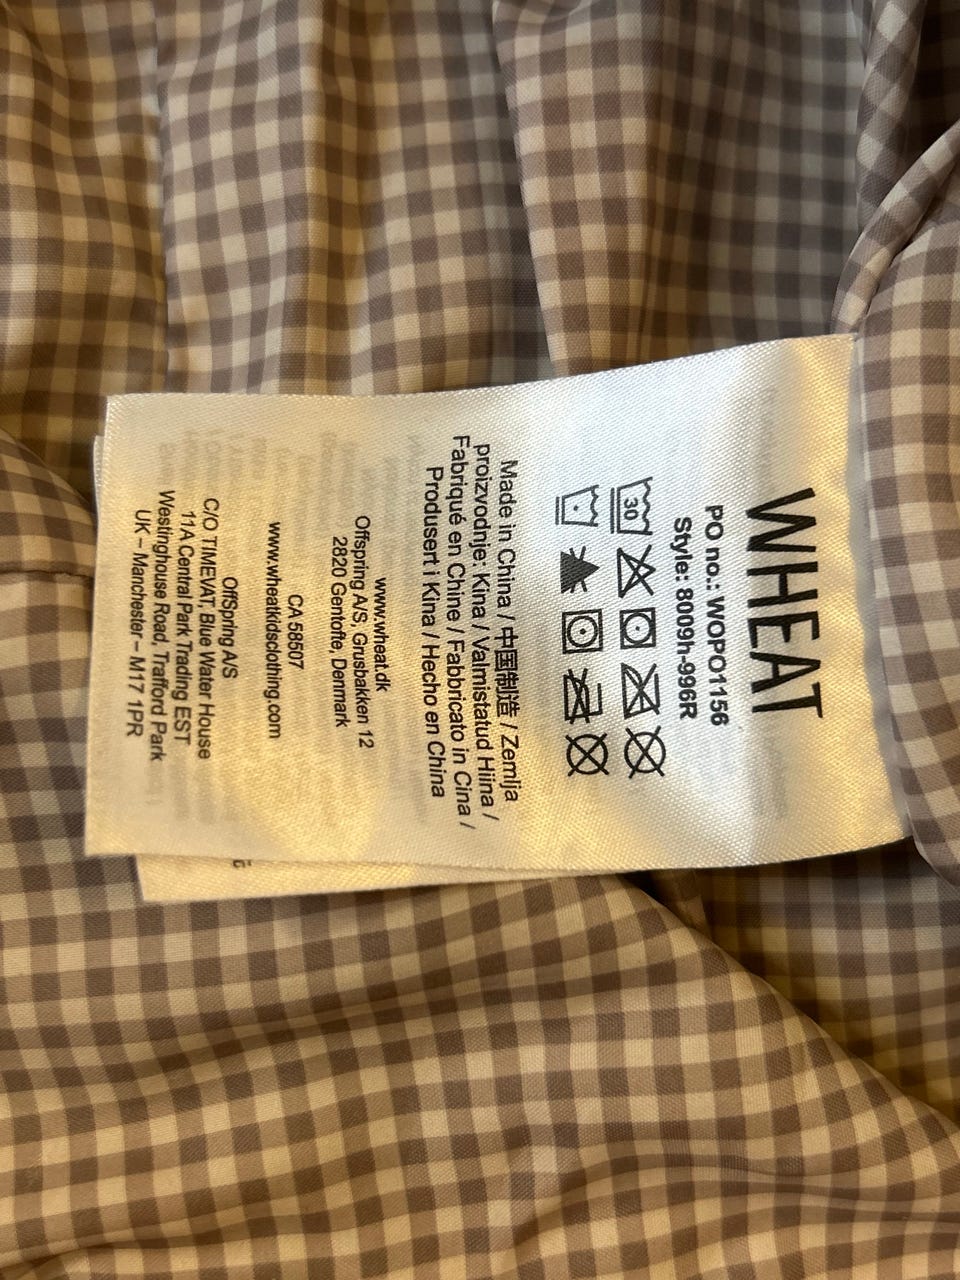 WHEAT
PO no.: WOPO1156
Style: 8009h-996R
30
Made in China / 中国制造 / Zemlja
proizvodnje: Kina / Valmistatud Hiina /
Fabriqué en Chine / Fabbricato in Cina /
Produsert i Kina / Hecho en China
www.wheat.dk
Offspring A/S, Grusbakken 12
2820 Gentofte, Denmark
CA 58507
www.wheatkidsclothing.com
OffSpring A/S
C/O TIMEVAT, Blue Water House
11A Central Park Trading EST
Westinghouse Road, Trafford Park
UK – Manchester – M17 1PR